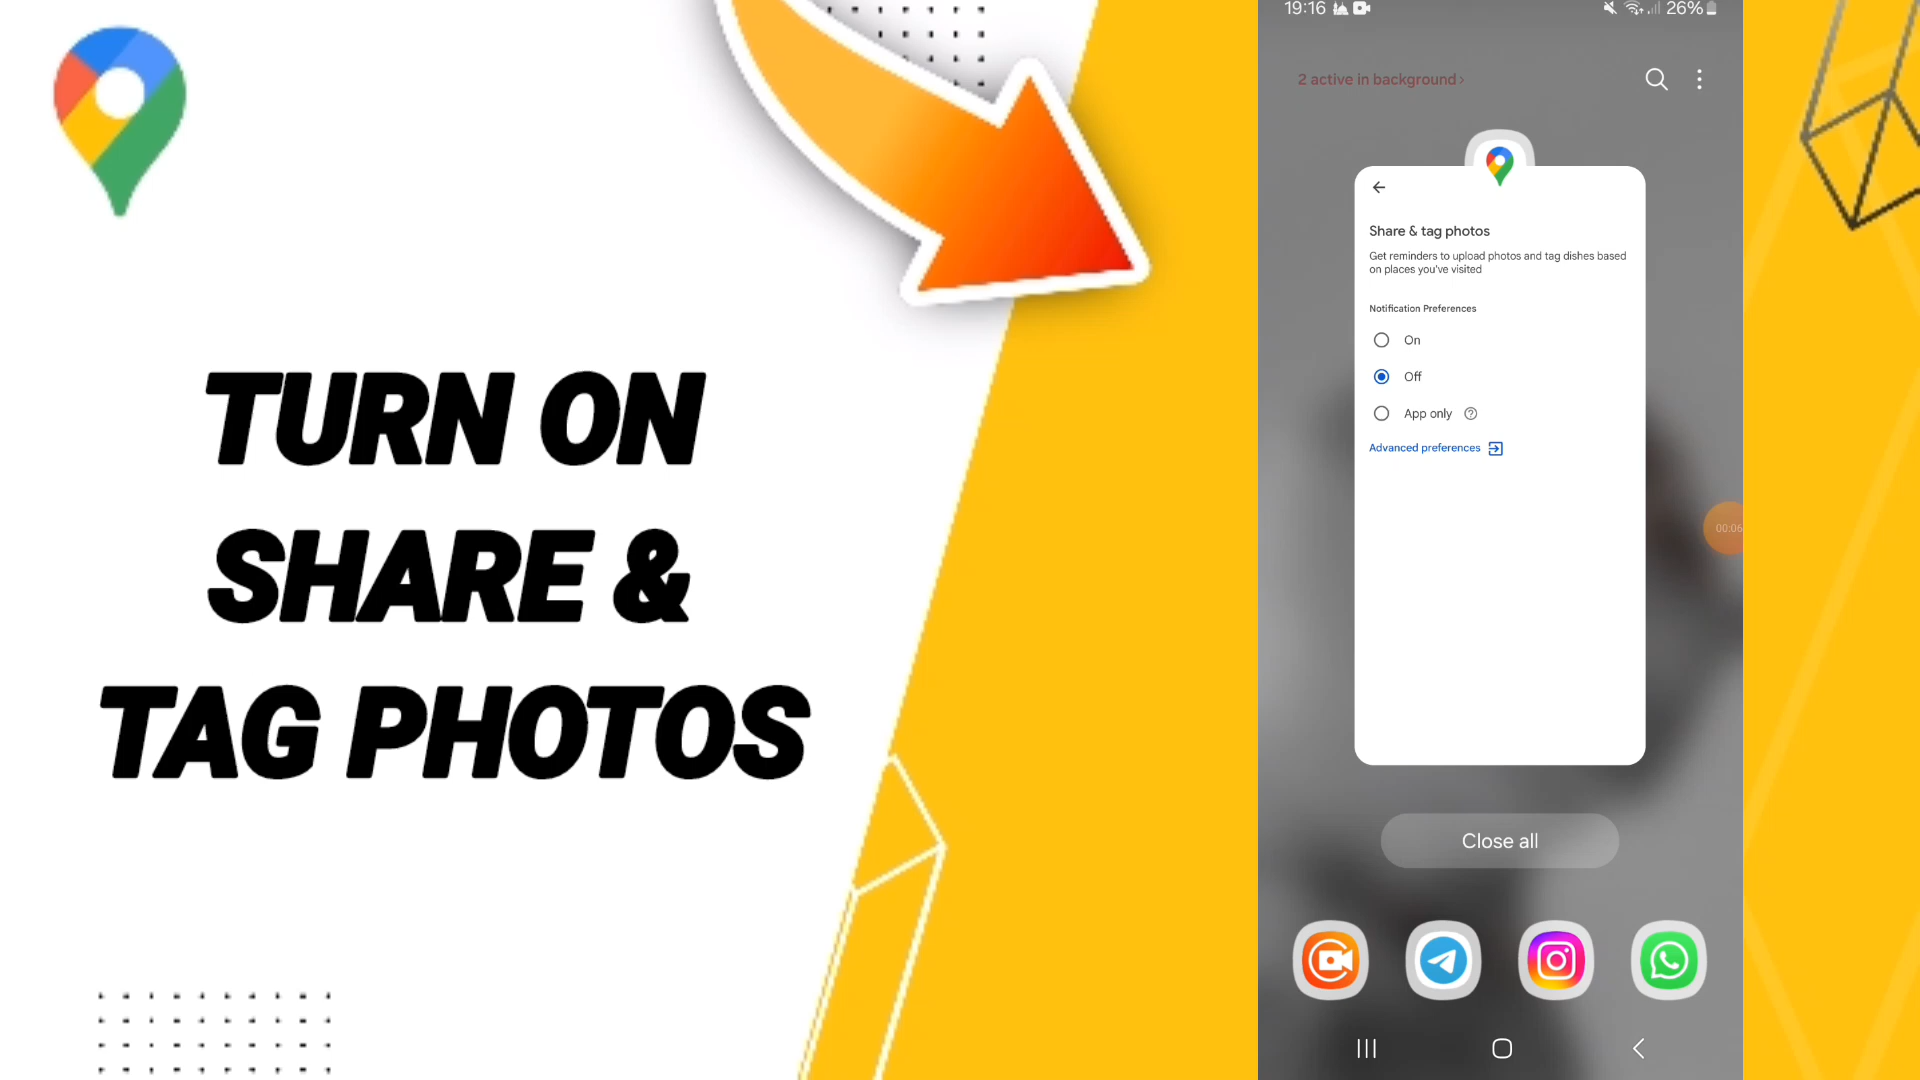 TURN ON
SHARE &
TAG PHOTOS
19:16
26%
2 active in background >
Share & tag photos
Get reminders to upload photos and tag dishes based
on places you've visited
Notification Preferences
On
Off
App only
Advanced preferences
00:06
Close all